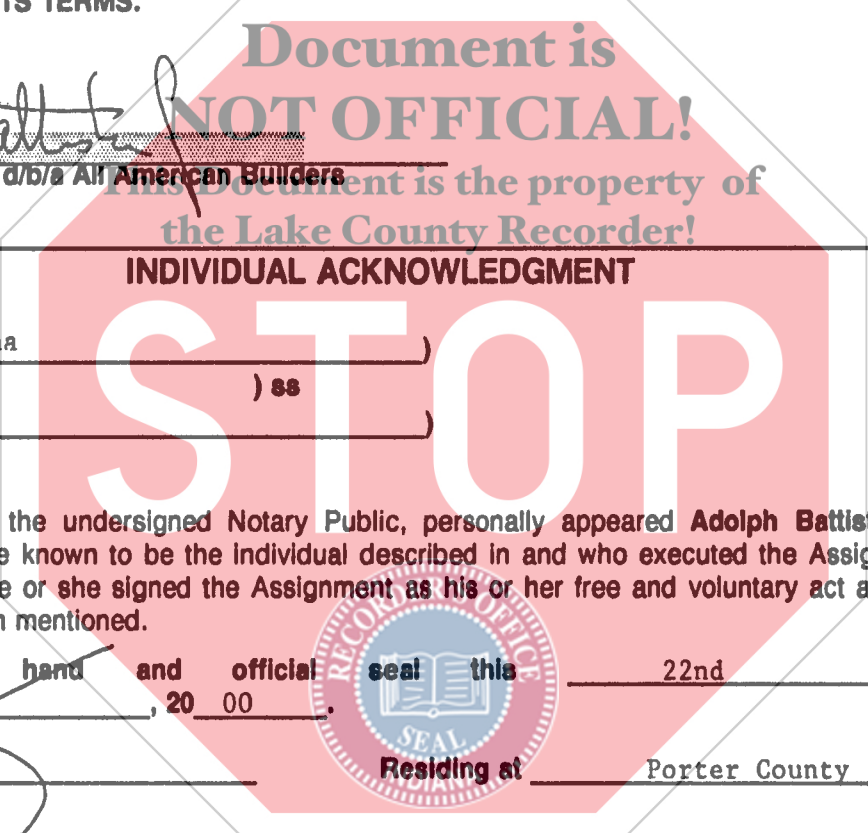 TS TERMS.
Document is
NOT OFFICIAL!
d/b/a All American Builders
This Document is the property of
the Lake County Recorder!
INDIVIDUAL ACKNOWLEDGMENT
STOP
)
) ss
)
the undersigned Notary Public, personally appeared Adolph Battist
e known to be the individual described in and who executed the Assig
e or she signed the Assignment as his or her free and voluntary act a
n mentioned.
hand and official seal this 22nd
, 20 00 .
RECORDER'S OFFICE
SEAL
INDIANA
Residing at Porter County